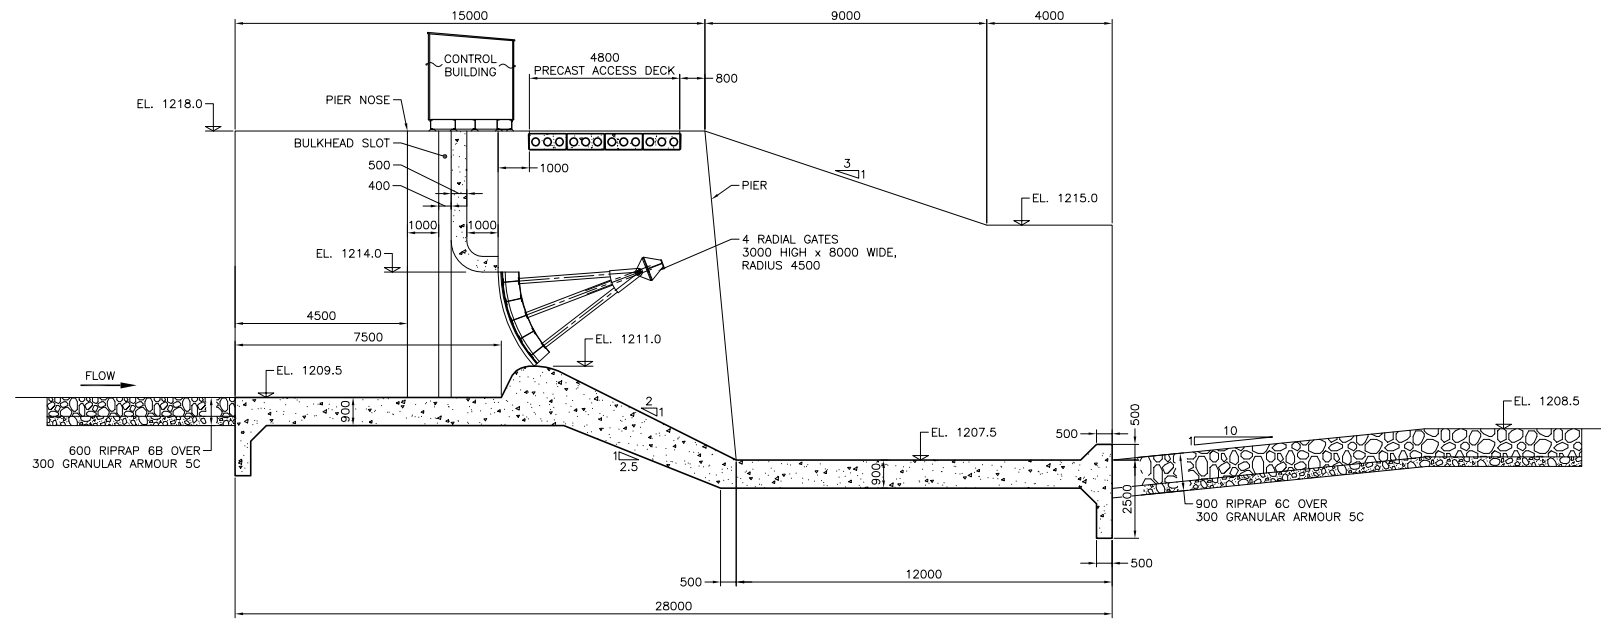 15000
9000
4000
CONTROL
BUILDING
4800
PRECAST ACCESS DECK
800
EL. 1218.0
PIER NOSE
BULKHEAD SLOT
500
400
1000
3
1
PIER
EL. 1215.0
1000
1000
EL. 1214.0
4 RADIAL GATES
3000 HIGH x 8000 WIDE,
RADIUS 4500
4500
7500
EL. 1211.0
FLOW
EL. 1209.5
900
2
1
600 RIPRAP 6B OVER
300 GRANULAR ARMOUR 5C
1
2.5
EL. 1207.5
900
500
500
10
1
EL. 1208.5
2500
900 RIPRAP 6C OVER
300 GRANULAR ARMOUR 5C
500
500
12000
28000